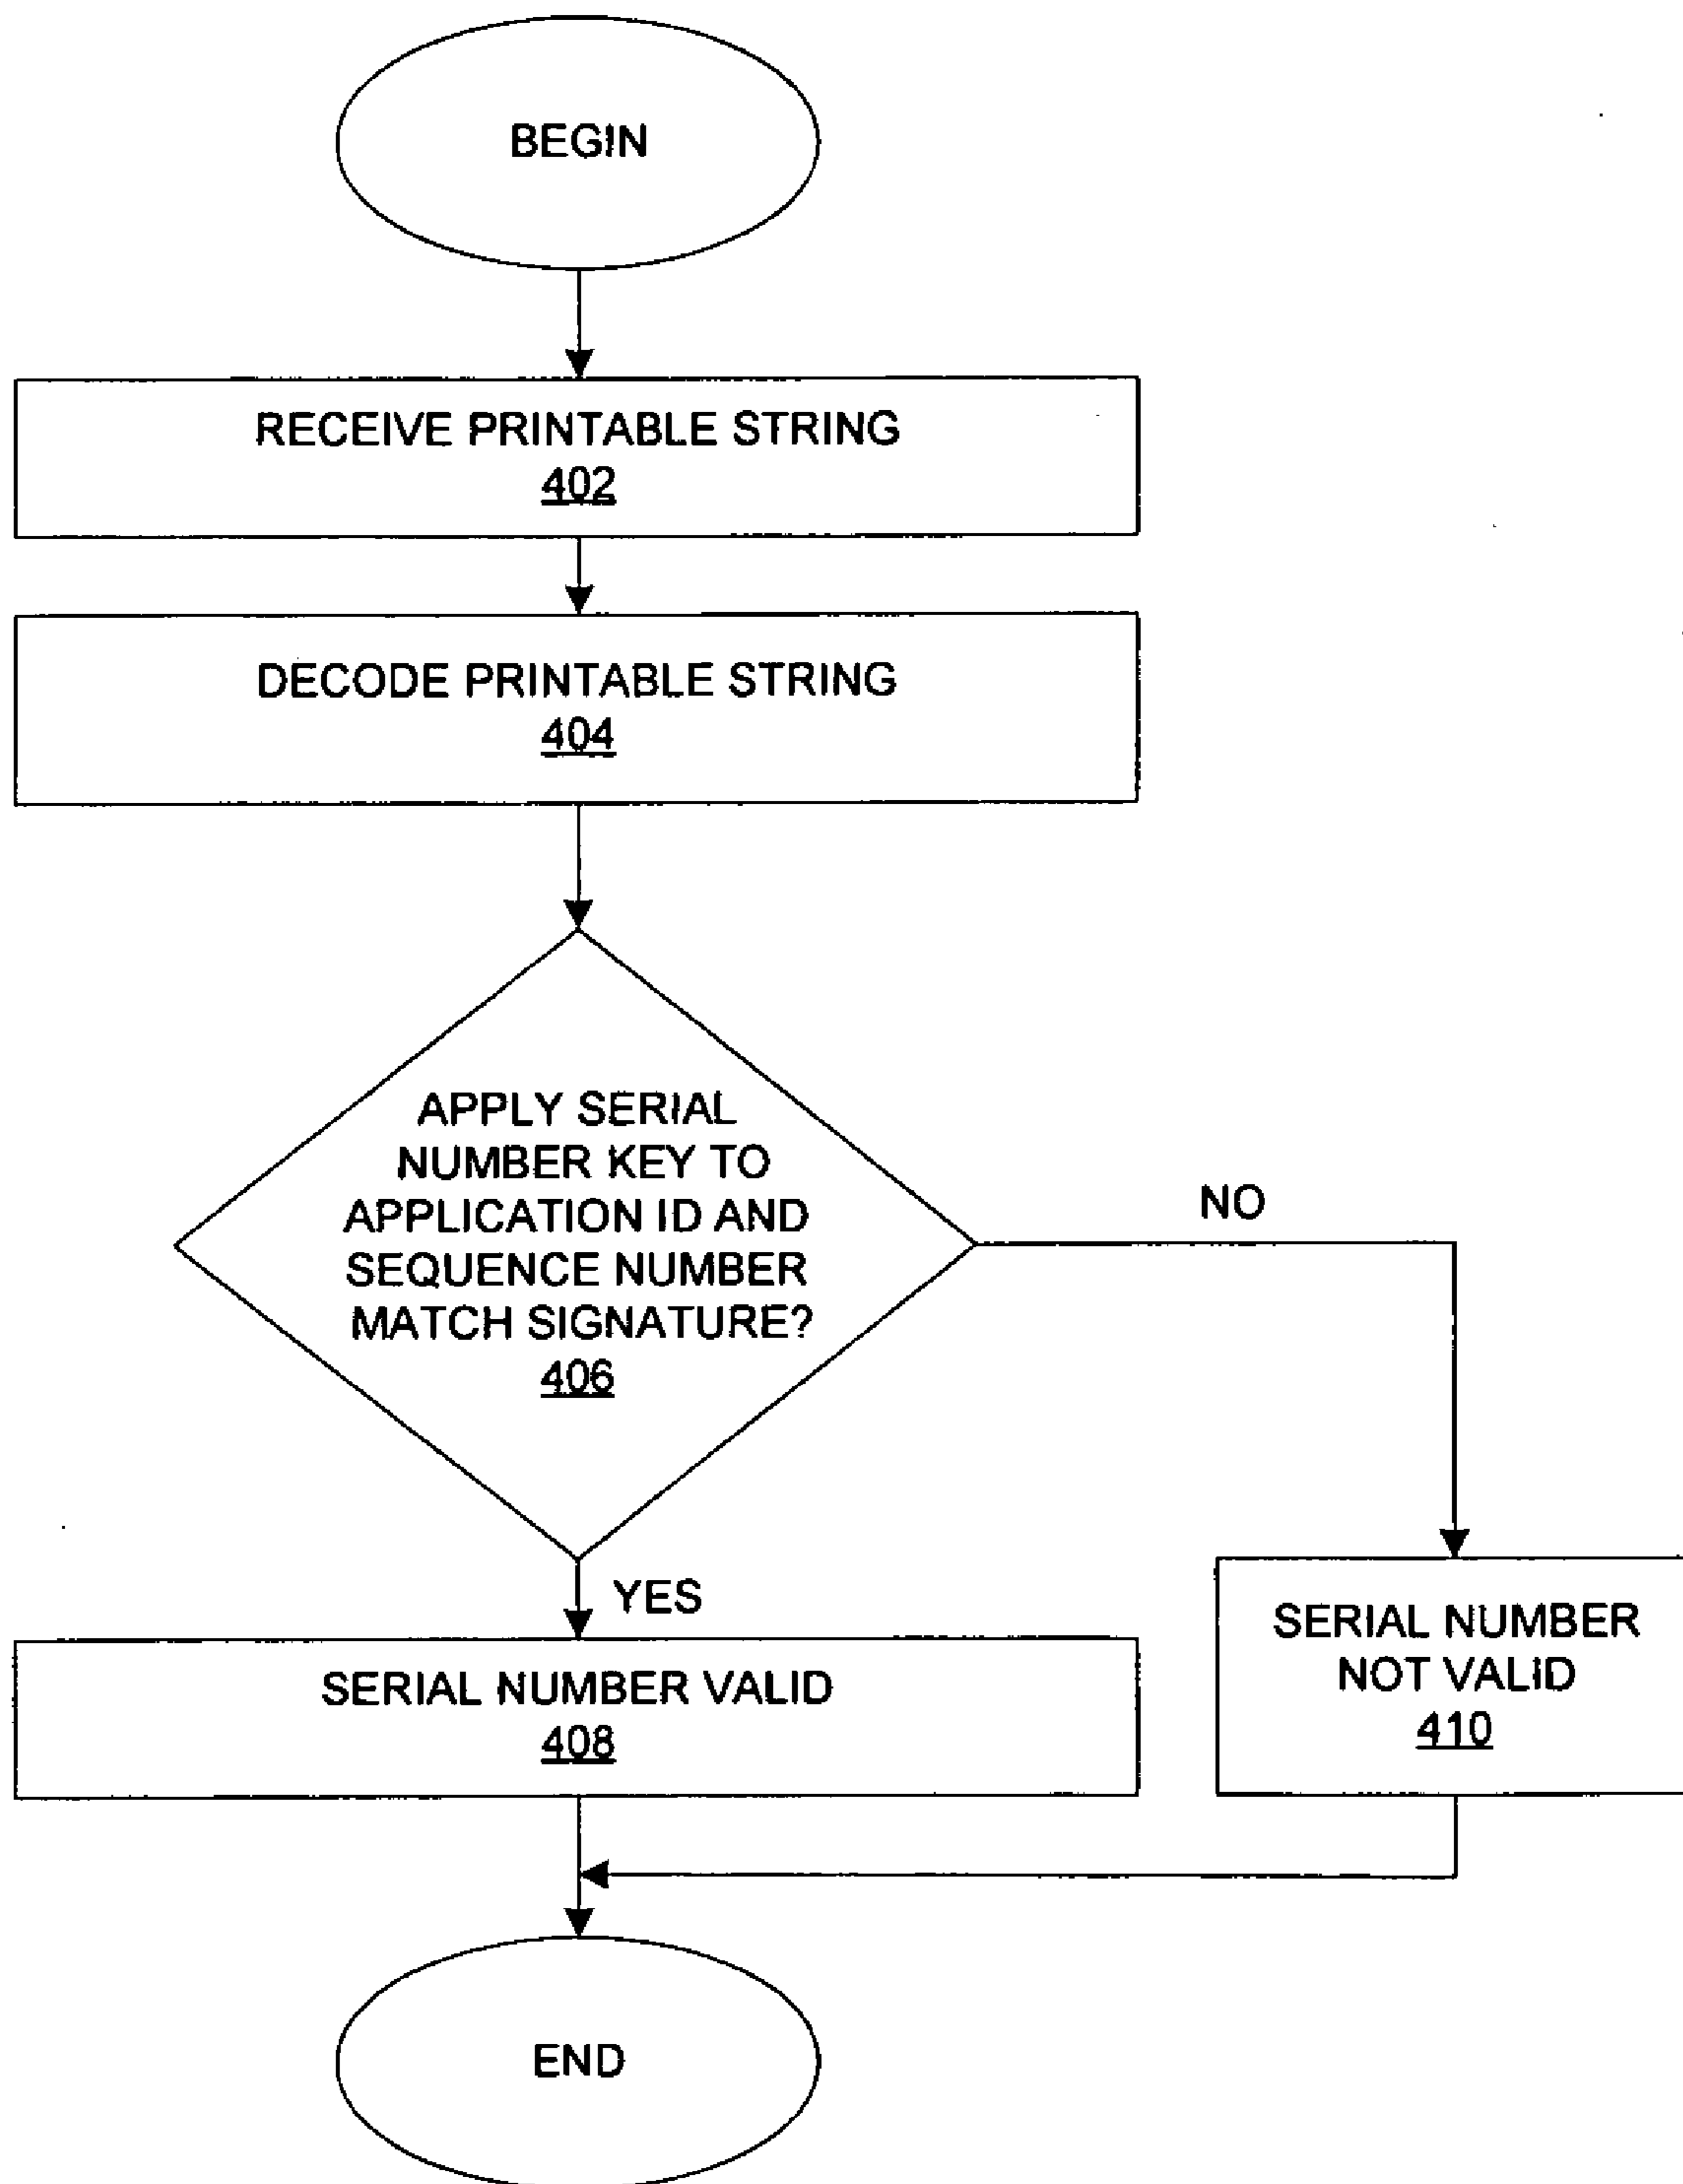 BEGIN
RECEIVE PRINTABLE STRING
402
DECODE PRINTABLE STRING
404
APPLY SERIAL
NUMBER KEY TO
APPLICATION ID AND
SEQUENCE NUMBER
MATCH SIGNATURE?
406
NO
YES
SERIAL NUMBER VALID
408
SERIAL NUMBER
NOT VALID
410
END